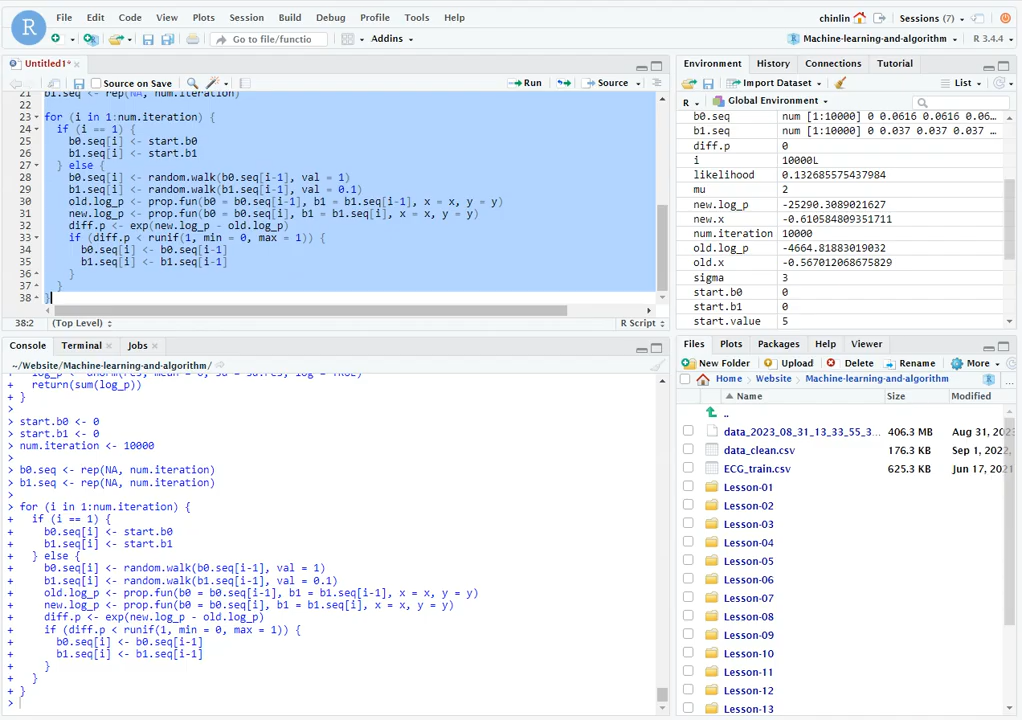 File Edit Code View Plots Session Build Debug Profile Tools Help
chinlin Sessions (7)
Go to file/functio Addins
Machine-learning-and-algorithm R 3.4.4
Untitled1*
Source on Save Run Source
21 b1.seq <- rep(NA, num.iteration)
22
23 for (i in 1:num.iteration) {
24 if (i == 1) {
25 b0.seq[i] <- start.b0
26 b1.seq[i] <- start.b1
27 } else {
28 b0.seq[i] <- random.walk(b0.seq[i-1], val = 1)
29 b1.seq[i] <- random.walk(b1.seq[i-1], val = 0.1)
30 old.log_p <- prop.fun(b0 = b0.seq[i-1], b1 = b1.seq[i-1], x = x, y = y)
31 new.log_p <- prop.fun(b0 = b0.seq[i], b1 = b1.seq[i], x = x, y = y)
32 diff.p <- exp(new.log_p - old.log_p)
33 if (diff.p < runif(1, min = 0, max = 1)) {
34 b0.seq[i] <- b0.seq[i-1]
35 b1.seq[i] <- b1.seq[i-1]
36 }
37 }
38 }
38:2 (Top Level) R Script
Console Terminal Jobs
~/Website/Machine-learning-and-algorithm/
+ return(sum(log_p))
+ }
>
> start.b0 <- 0
> start.b1 <- 0
> num.iteration <- 10000
>
> b0.seq <- rep(NA, num.iteration)
> b1.seq <- rep(NA, num.iteration)
>
> for (i in 1:num.iteration) {
+ if (i == 1) {
+ b0.seq[i] <- start.b0
+ b1.seq[i] <- start.b1
+ } else {
+ b0.seq[i] <- random.walk(b0.seq[i-1], val = 1)
+ b1.seq[i] <- random.walk(b1.seq[i-1], val = 0.1)
+ old.log_p <- prop.fun(b0 = b0.seq[i-1], b1 = b1.seq[i-1], x = x, y = y)
+ new.log_p <- prop.fun(b0 = b0.seq[i], b1 = b1.seq[i], x = x, y = y)
+ diff.p <- exp(new.log_p - old.log_p)
+ if (diff.p < runif(1, min = 0, max = 1)) {
+ b0.seq[i] <- b0.seq[i-1]
+ b1.seq[i] <- b1.seq[i-1]
+ }
+ }
+ }
>
Environment History Connections Tutorial
Import Dataset List
R Global Environment
b0.seq num [1:10000] 0 0.0616 0.0616 0.06…
b1.seq num [1:10000] 0 0.037 0.037 0.037 …
diff.p 0
i 10000L
likelihood 0.132685575437984
mu 2
new.log_p -25290.3089021627
new.x -0.610584809351711
num.iteration 10000
old.log_p -4664.81883019032
old.x -0.567012068675829
sigma 3
start.b0 0
start.b1 0
start.value 5
Files Plots Packages Help Viewer
New Folder Upload Delete Rename More
Home Website Machine-learning-and-algorithm ...
Name Size Modified
..
data_2023_08_31_13_33_55_3... 406.3 MB Aug 31, 2023
data_clean.csv 176.3 KB Sep 1, 2022,
ECG_train.csv 625.3 KB Jun 17, 2021
Lesson-01
Lesson-02
Lesson-03
Lesson-04
Lesson-05
Lesson-06
Lesson-07
Lesson-08
Lesson-09
Lesson-10
Lesson-11
Lesson-12
Lesson-13